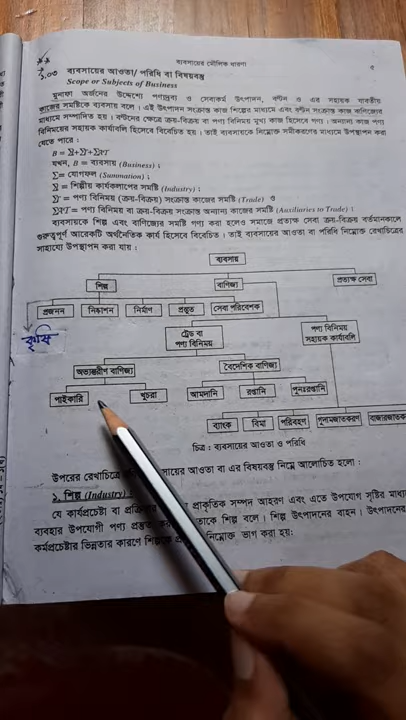 ব্যবসায়ের মৌলিক ধারণা
৫
১.০৩ ব্যবসায়ের আওতা/ পরিধি বা বিষয়বস্তু
Scope or Subjects of Business
মুনাফা অর্জনের উদ্দেশ্যে পণ্যদ্রব্য ও সেবাকর্ম উৎপাদন, বণ্টন ও এর সহায়ক যাবতীয়
কাজের সমষ্টিকে ব্যবসায় বলে। এই উৎপাদন সংক্রান্ত কাজ শিল্পের মাধ্যমে এবং বণ্টন সংক্রান্ত কাজ বাণিজ্যের
মাধ্যমে সম্পাদিত হয়। বণ্টনের ক্ষেত্রে ক্রয়-বিক্রয় বা পণ্য বিনিময় মুখ্য কাজ হিসেবে গণ্য। অন্যান্য কাজ পণ্য
বিনিময়ের সহায়ক কার্যাবলি হিসেবে বিবেচিত হয়। তাই ব্যবসায়কে নিম্নোক্ত সমীকরণের মাধ্যমে উপস্থাপন করা
যেতে পারে :
যখন, B = ব্যবসায় (Business) ;
Σ= যোগফল (Summation) ;
= শিল্পীয় কার্যকলাপের সমষ্টি (Industry) ;
= পণ্য বিনিময় (ক্রয়-বিক্রয়) সংক্রান্ত কাজের সমষ্টি (Trade) ও
= পণ্য বিনিময় বা ক্রয়-বিক্রয় সংক্রান্ত অন্যান্য কাজের সমষ্টি (Auxiliaries to Trade) ;
ব্যবসায়কে শিল্প এবং বাণিজ্যের সমষ্টি গণ্য করা হলেও সমাজে প্রত্যক্ষ সেবা ক্রয়-বিক্রয় বর্তমানকালে
গুরুত্বপূর্ণ আরেকটি অর্থনৈতিক কার্য হিসেবে বিবেচিত। তাই ব্যবসায়ের আওতা বা পরিধি নিম্নোক্ত রেখাচিত্রের
সাহায্যে উপস্থাপন করা যায় :
ব্যবসায়
শিল্প বাণিজ্য প্রত্যক্ষ সেবা
প্রজনন নিষ্কাশন নির্মাণ প্রস্তুত সেবা পরিবেশক
কৃষি
ট্রেড বা পণ্য বিনিময়
পণ্য বিনিময় সহায়ক কার্যাবলি
অভ্যন্তরীণ বাণিজ্য বৈদেশিক বাণিজ্য
পাইকারি খুচরা আমদানি রপ্তানি পুনঃরপ্তানি
ব্যাংক বিমা পরিবহণ গুদামজাতকরণ বাজারজাতক
চিত্র : ব্যবসায়ের আওতা ও পরিধি
উপরের রেখাচিত্রে সায়ের আওতা বা এর বিষয়বস্তু নিম্নে আলোচিত হলো :
১. শিল্প (Industry) :
যে কার্যপ্রচেষ্টা বা প্রাকৃতিক সম্পদ আহরণ এবং এতে উপযোগ সৃষ্টির মাধ্য
ব্যবহার উপযোগী পণ্য প্রস্তুত তাকে শিল্প বলে। শিল্প উৎপাদনের বাহন। উৎপাদনের
কর্মপ্রচেষ্টার ভিন্নতার কারণে নিম্নোক্ত ভাগ করা হয়: